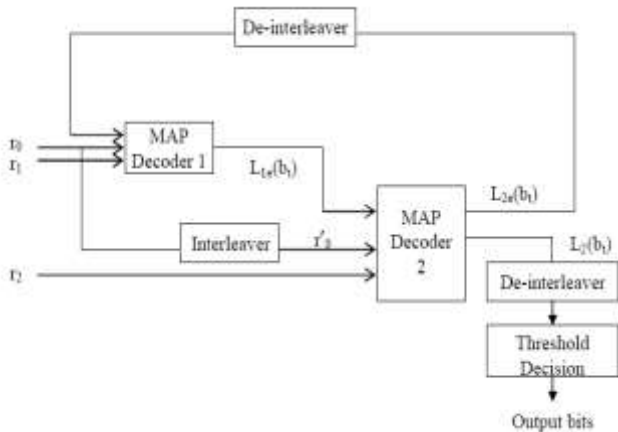 De-interleaver
r₀
r₁
MAP
Decoder 1
L₁ₑ(bₜ)
Interleaver
r'₀
r₂
MAP
Decoder
2
L₂ₑ(bₜ)
L₂(bₜ)
De-interleaver
Threshold
Decision
Output bits